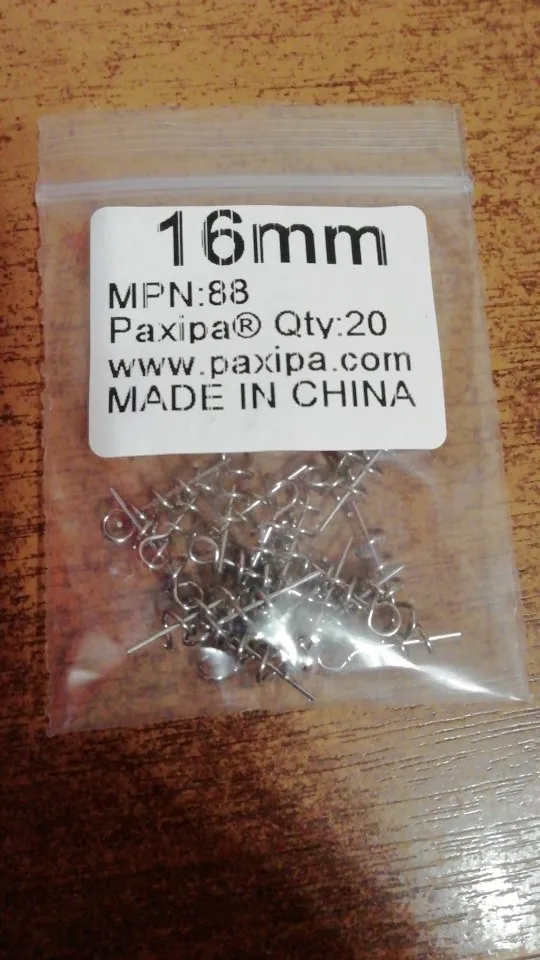 16mm
MPN:88
Paxipa® Qty:20
www.paxipa.com
MADE IN CHINA